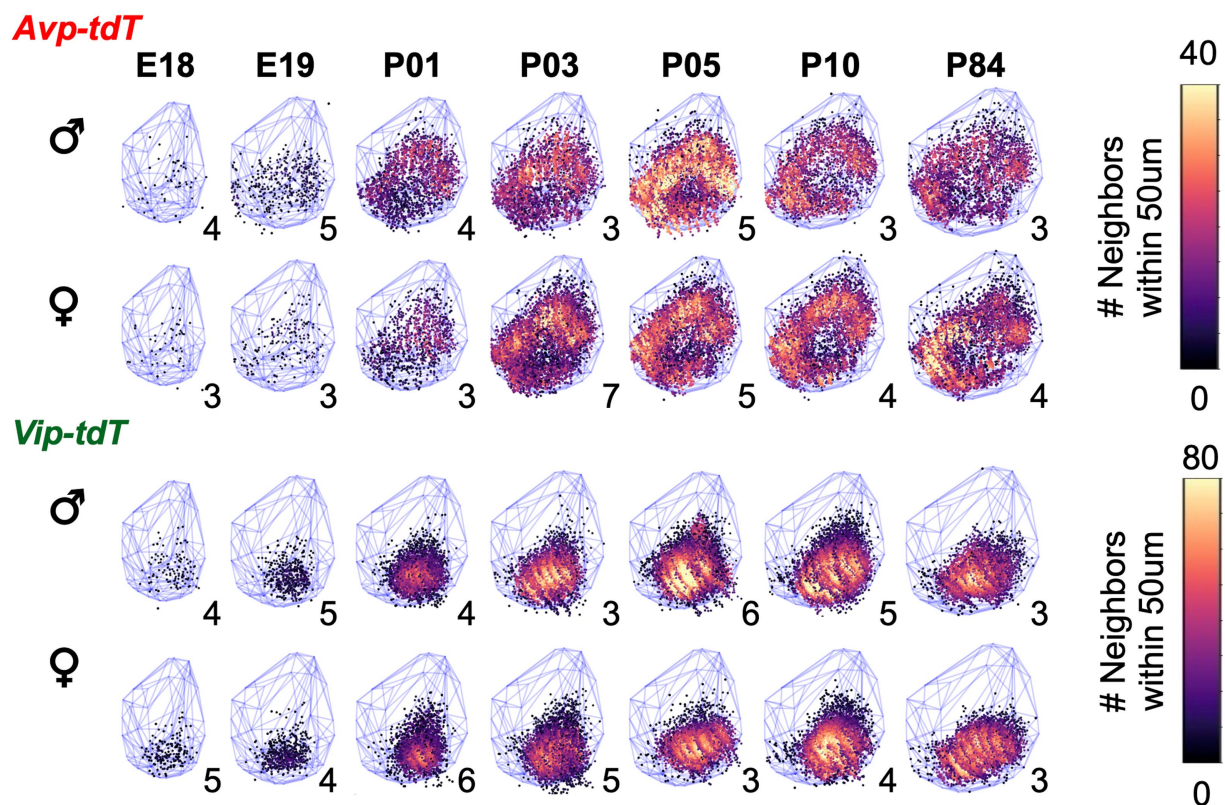 Avp-tdT
E18 E19 P01 P03 P05 P10 P84
40
♂
4 5 4 3 5 3 3
# Neighbors
within 50um
♀
3 3 3 7 5 4 4
0
Vip-tdT
80
♂
4 5 4 3 6 5 3
# Neighbors
within 50um
♀
5 4 6 5 3 4 3
0